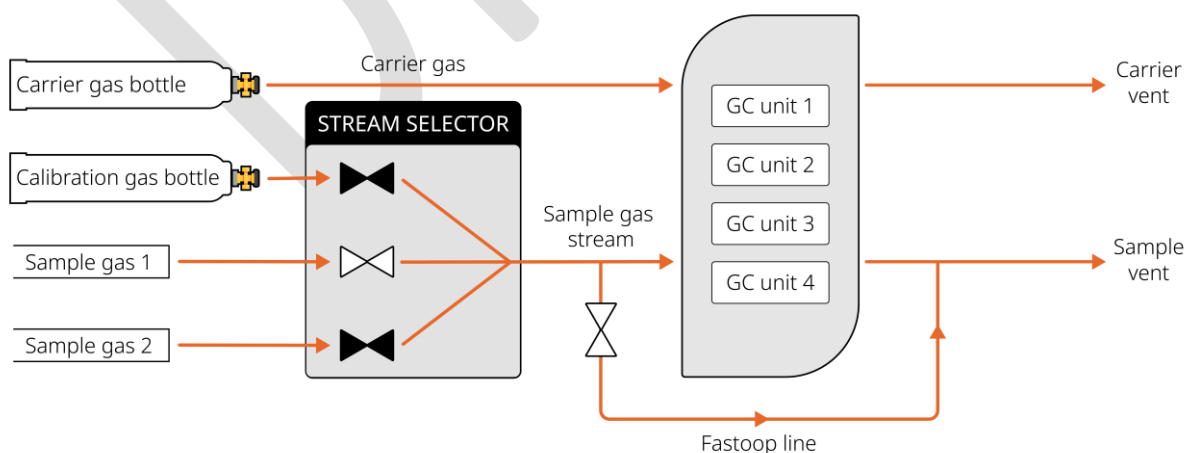 Carrier gas bottle
Carrier gas
Carrier
vent
STREAM SELECTOR
GC unit 1
Calibration gas bottle
GC unit 2
Sample gas
stream
GC unit 3
Sample gas 1
Sample
vent
GC unit 4
Sample gas 2
Fastoop line